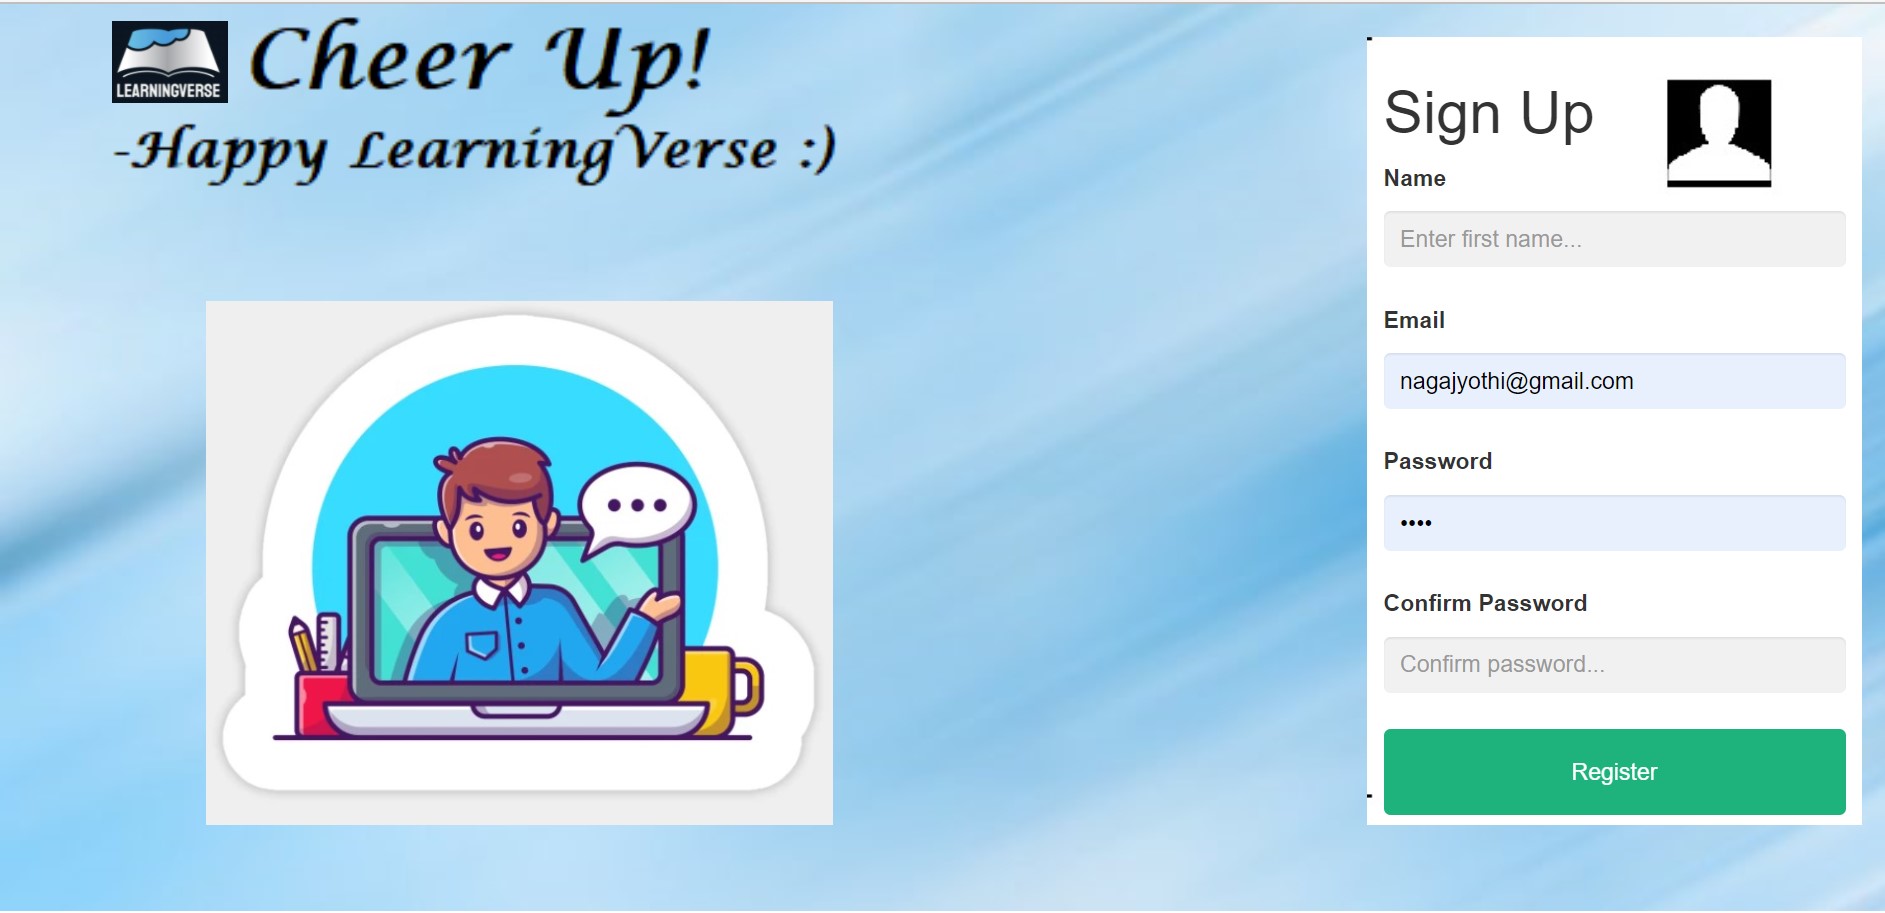 LEARNINGVERSE
Cheer Up!
-Happy LearningVerse :)
Sign Up
Name
Enter first name...
Email
nagajyothi@gmail.com
Password
••••
Confirm Password
Confirm password...
Register